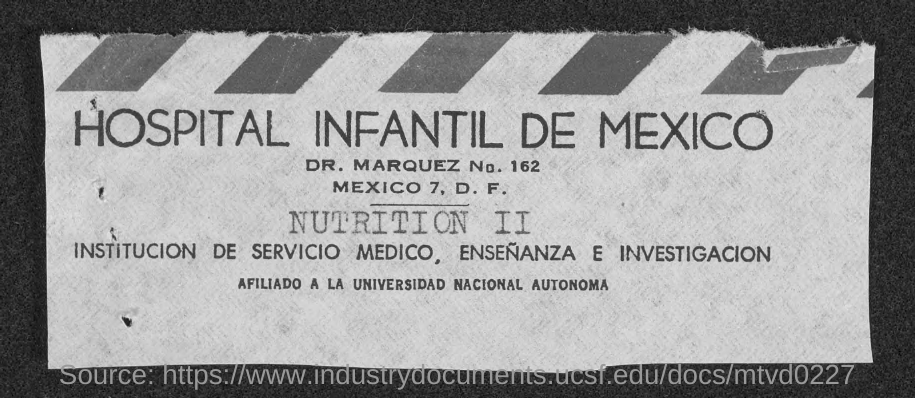 HOSPITAL INFANTIL DE MEXICO
DR. MARQUEZ No. 162
MEXICO 7, D. F.
NUTRITION II
INSTITUCION DE SERVICIO MEDICO, ENSEÑANZA E INVESTIGACION
AFILIADO A LA UNIVERSIDAD NACIONAL AUTONOMA
Source: https://www.industrydocuments.ucsf.edu/docs/mtvd0227